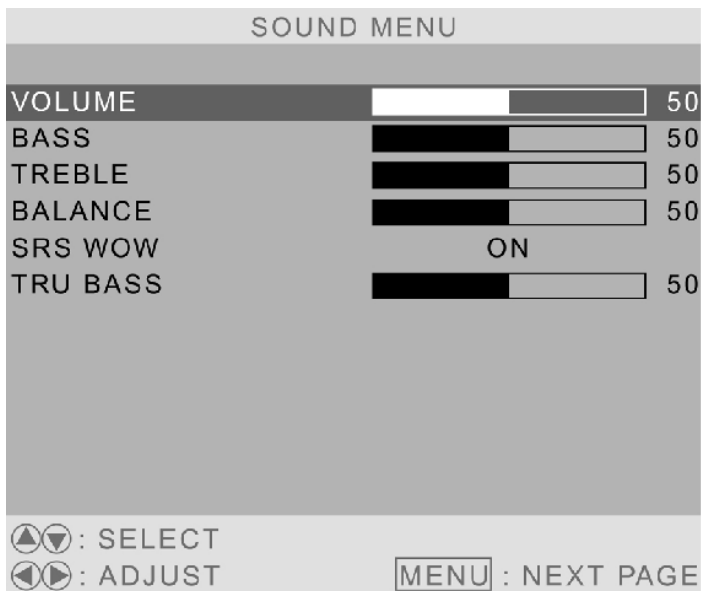 SOUND MENU
VOLUME 50
BASS 50
TREBLE 50
BALANCE 50
SRS WOW ON
TRU BASS 50
: SELECT
: ADJUST MENU : NEXT PAGE